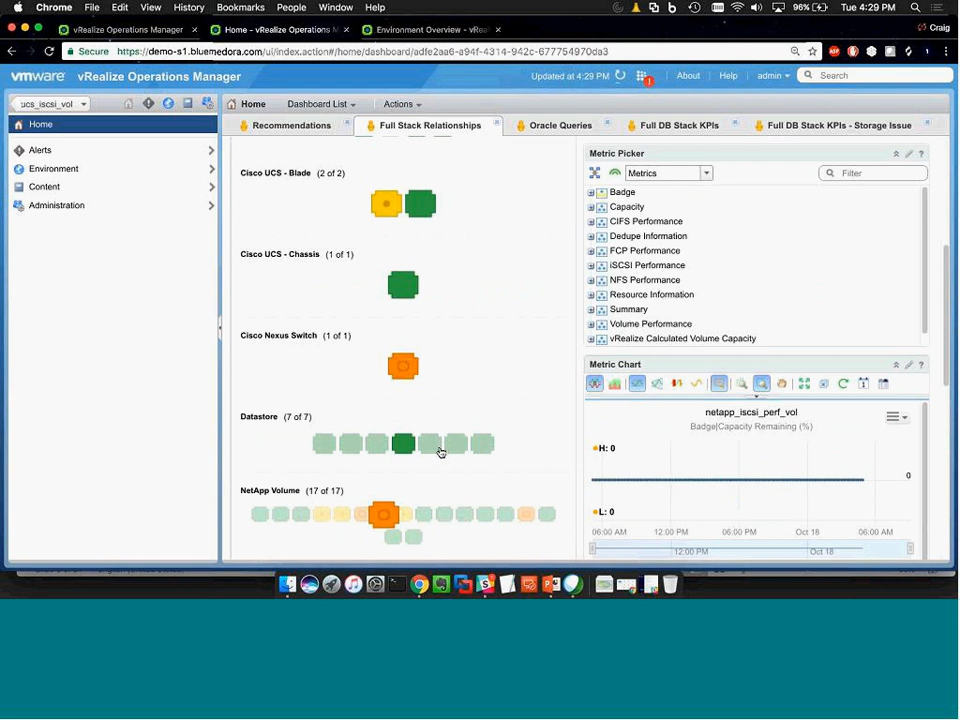 Chrome File Edit View History Bookmarks People Window Help 96% Tue 4:29 PM
vRealize Operations Manager Home - vRealize Operations M Environment Overview - vRea Craig
Secure https://demo-s1.bluemedora.com/ui/index.action#/home/dashboard/adfe2aa6-a94f-4314-942c-677754970da3
vmware vRealize Operations Manager Updated at 4:29 PM 1 About Help admin Search
ucs_iscsi_vol Home Dashboard List Actions
Home
Recommendations Full Stack Relationships Oracle Queries Full DB Stack KPIs Full DB Stack KPIs - Storage Issue
Alerts
Environment
Content
Administration
Cisco UCS - Blade (2 of 2)
Cisco UCS - Chassis (1 of 1)
Cisco Nexus Switch (1 of 1)
Datastore (7 of 7)
NetApp Volume (17 of 17)
Metric Picker
Metrics Filter
Badge
Capacity
CIFS Performance
Dedupe Information
FCP Performance
iSCSI Performance
NFS Performance
Resource Information
Summary
Volume Performance
vRealize Calculated Volume Capacity
Metric Chart
netapp_iscsi_perf_vol
Badge|Capacity Remaining (%)
H: 0
0
L: 0
06:00 AM 12:00 PM 06:00 PM Oct 18 06:00 AM
12:00 PM Oct 18